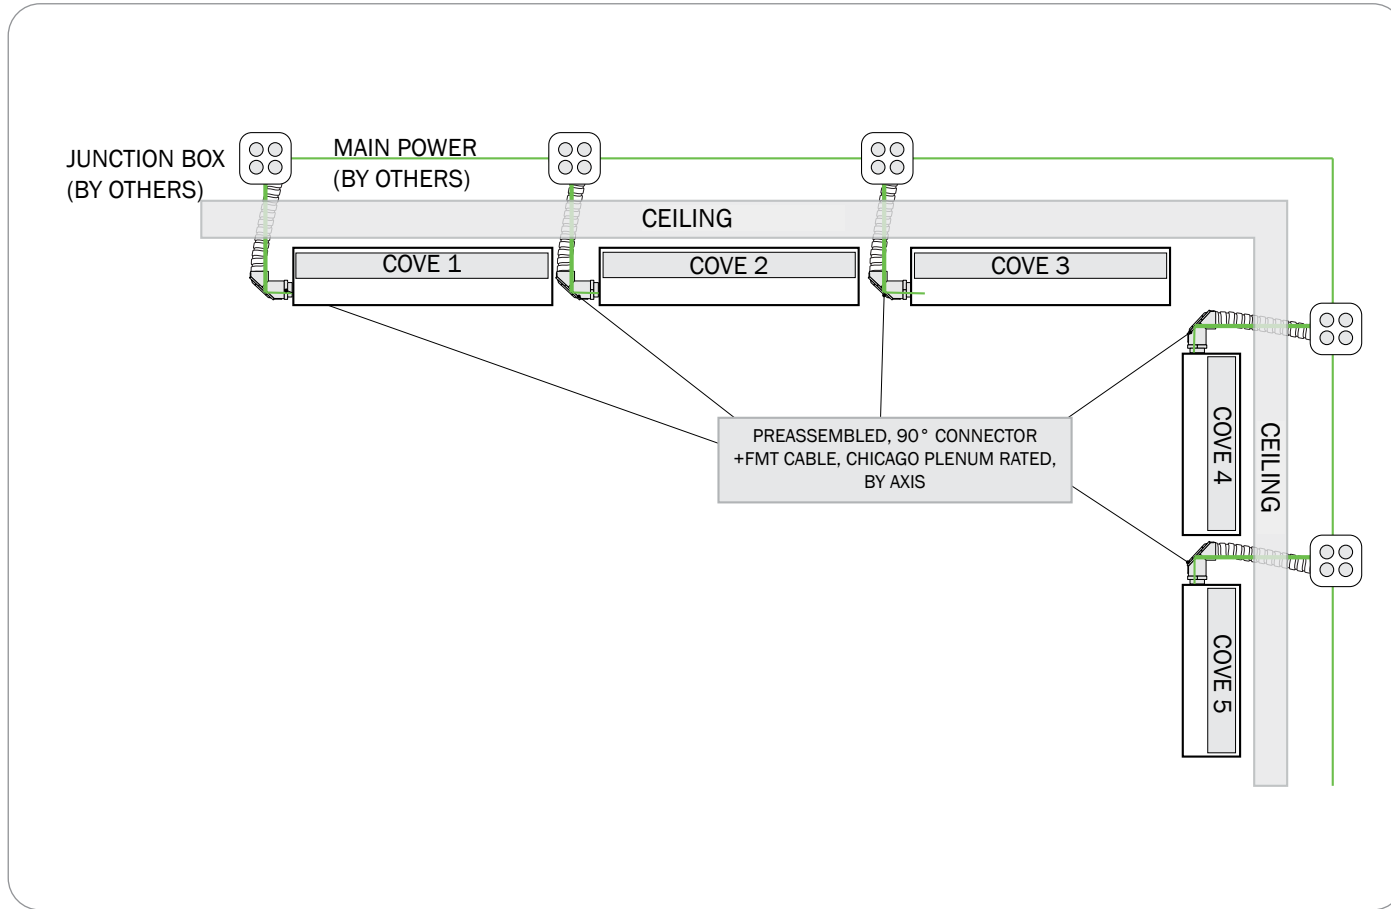 JUNCTION BOX
(BY OTHERS)
MAIN POWER
(BY OTHERS)
CEILING
COVE 1
COVE 2
COVE 3
PREASSEMBLED, 90° CONNECTOR
+FMT CABLE, CHICAGO PLENUM RATED,
BY AXIS
COVE 4
CEILING
COVE 5